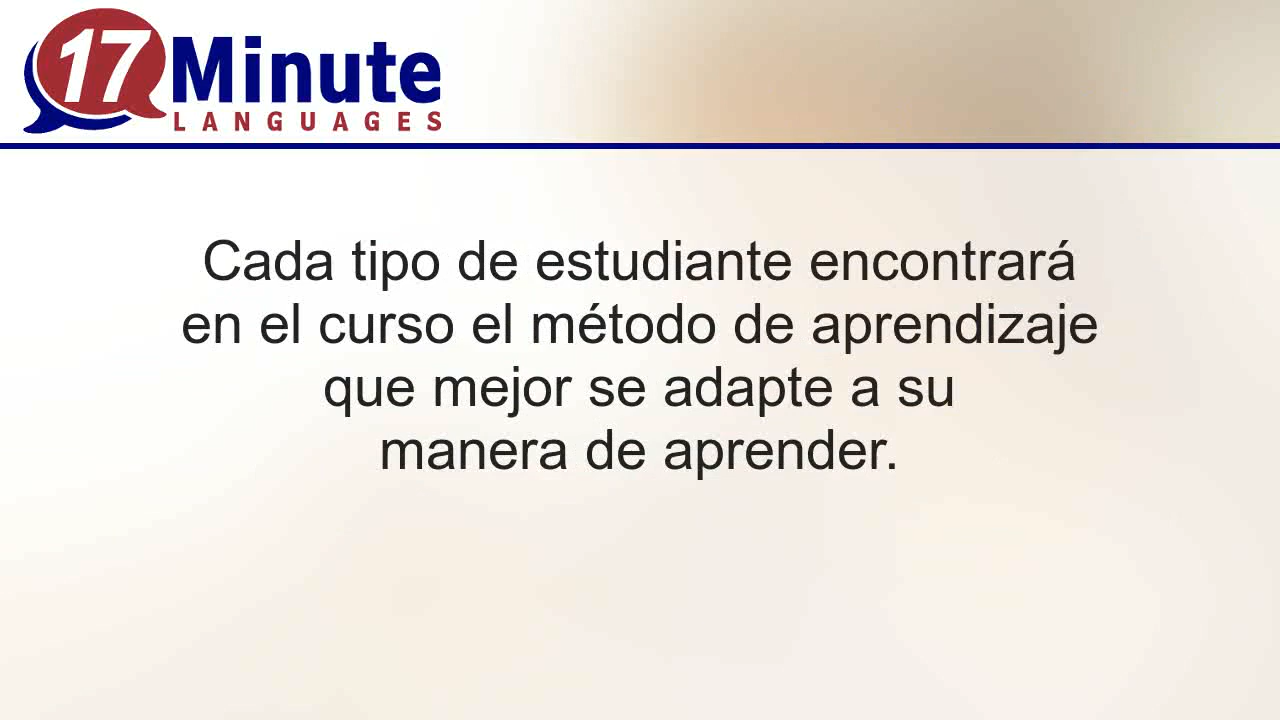 17 Minute
LANGUAGES
Cada tipo de estudiante encontrará
en el curso el método de aprendizaje
que mejor se adapte a su
manera de aprender.